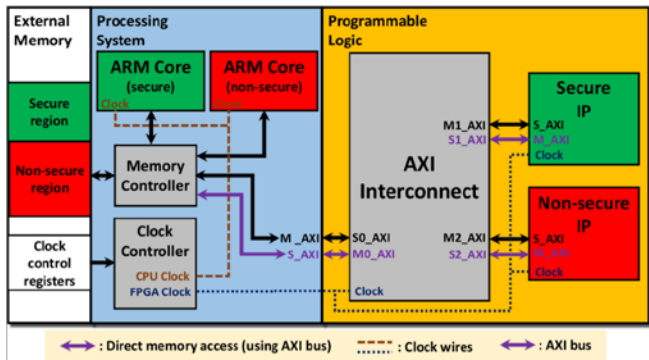 External
Memory
Secure
region
Non-secure
region
Clock
control
registers
Processing
System
ARM Core
(secure)
Clock
ARM Core
(non-secure)
Clock
Memory
Controller
Clock
Controller
CPU Clock
FPGA Clock
M _AXI
S_AXI
Programmable
Logic
AXI
Interconnect
S0_AXI
M0_AXI
Clock
M1_AXI
S1_AXI
M2_AXI
S2_AXI
Secure
IP
S_AXI
M_AXI
Clock
Non-secure
IP
S_AXI
M_AXI
Clock
: Direct memory access (using AXI bus)
: Clock wires
: AXI bus